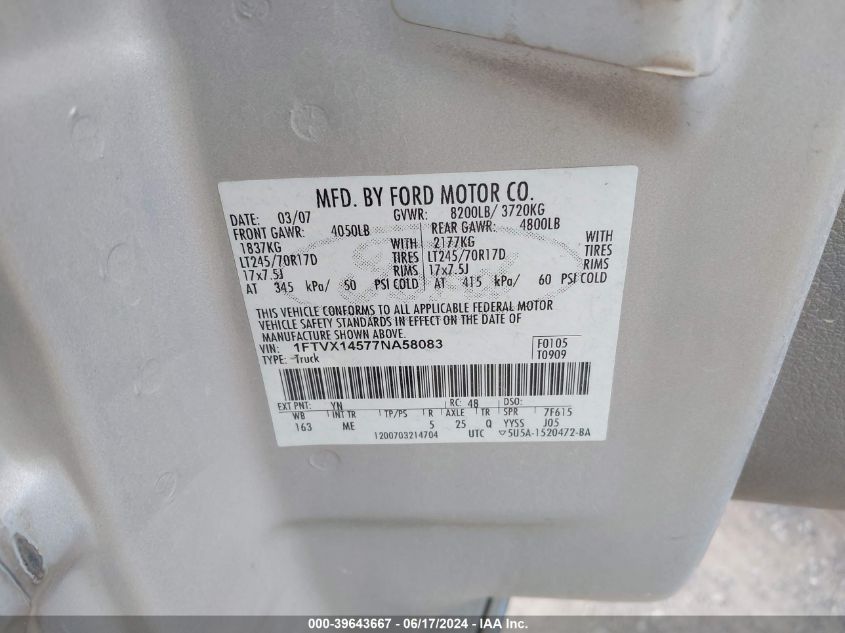 MFD. BY FORD MOTOR CO.
DATE: 03/07 GVWR: 8200LB/ 3720KG
FRONT GAWR: 4050LB REAR GAWR: 4800LB
1837KG WITH 2177KG WITH
LT245/70R17D TIRES LT245/70R17D TIRES
17x7.5J RIMS 17x7.5J RIMS
AT 345 kPa/ 50 PSI COLD AT 415 kPa/ 60 PSI COLD
THIS VEHICLE CONFORMS TO ALL APPLICABLE FEDERAL MOTOR
VEHICLE SAFETY STANDARDS IN EFFECT ON THE DATE OF
MANUFACTURE SHOWN ABOVE.
VIN: 1FTVX14577NA58083 F0105
TYPE: Truck T0909
EXT PNT: YN RC: 48 DSO:
WB INT TR TP/PS R AXLE TR SPR 7F615
163 ME 5 25 Q YYSS J05
1200703214704 UTC 5U5A-1520472-BA
000-39643667 - 06/17/2024 - IAA Inc.